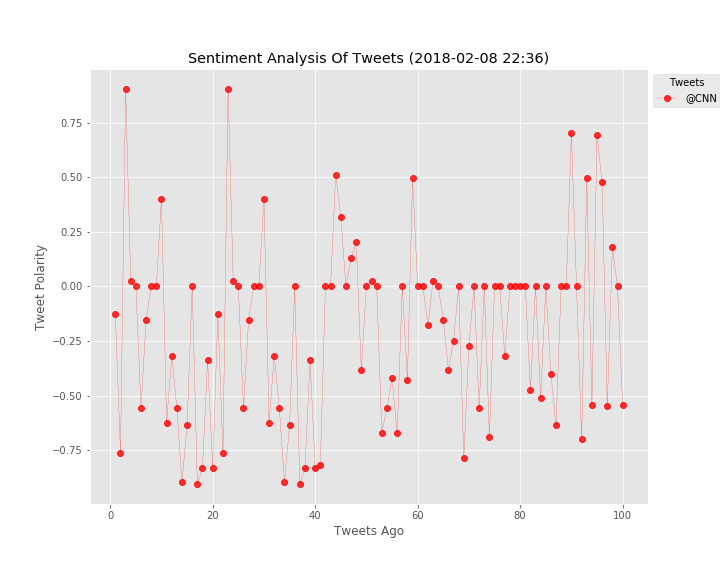 Sentiment Analysis Of Tweets (2018-02-08 22:36)
Tweets
@CNN
0.75
0.50
0.25
0.00
−0.25
−0.50
−0.75
Tweet Polarity
0 20 40 60 80 100
Tweets Ago